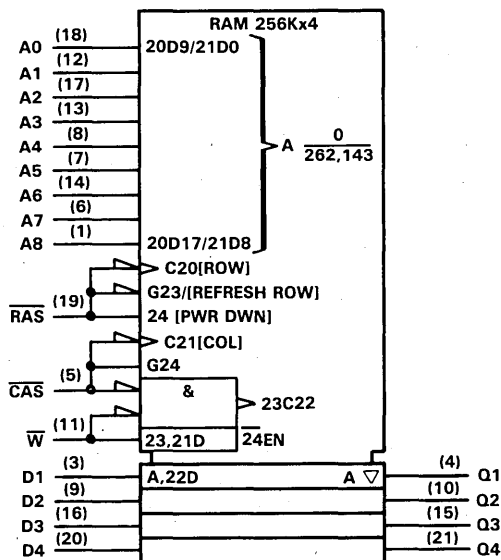 RAM 256Kx4
A0 (18) 20D9/21D0
A1 (12)
A2 (17)
A3 (13)
A4 (8) A 0/262,143
A5 (7)
A6 (14)
A7 (6)
A8 (1) 20D17/21D8
C20[ROW]
G23/[REFRESH ROW]
RAS (19) 24 [PWR DWN]
C21[COL]
G24
CAS (5) & 23C22
W (11) 23,21D 24EN
D1 (3) A,22D A ▽ (4) Q1
D2 (9) (10) Q2
D3 (16) (15) Q3
D4 (20) (21) Q4